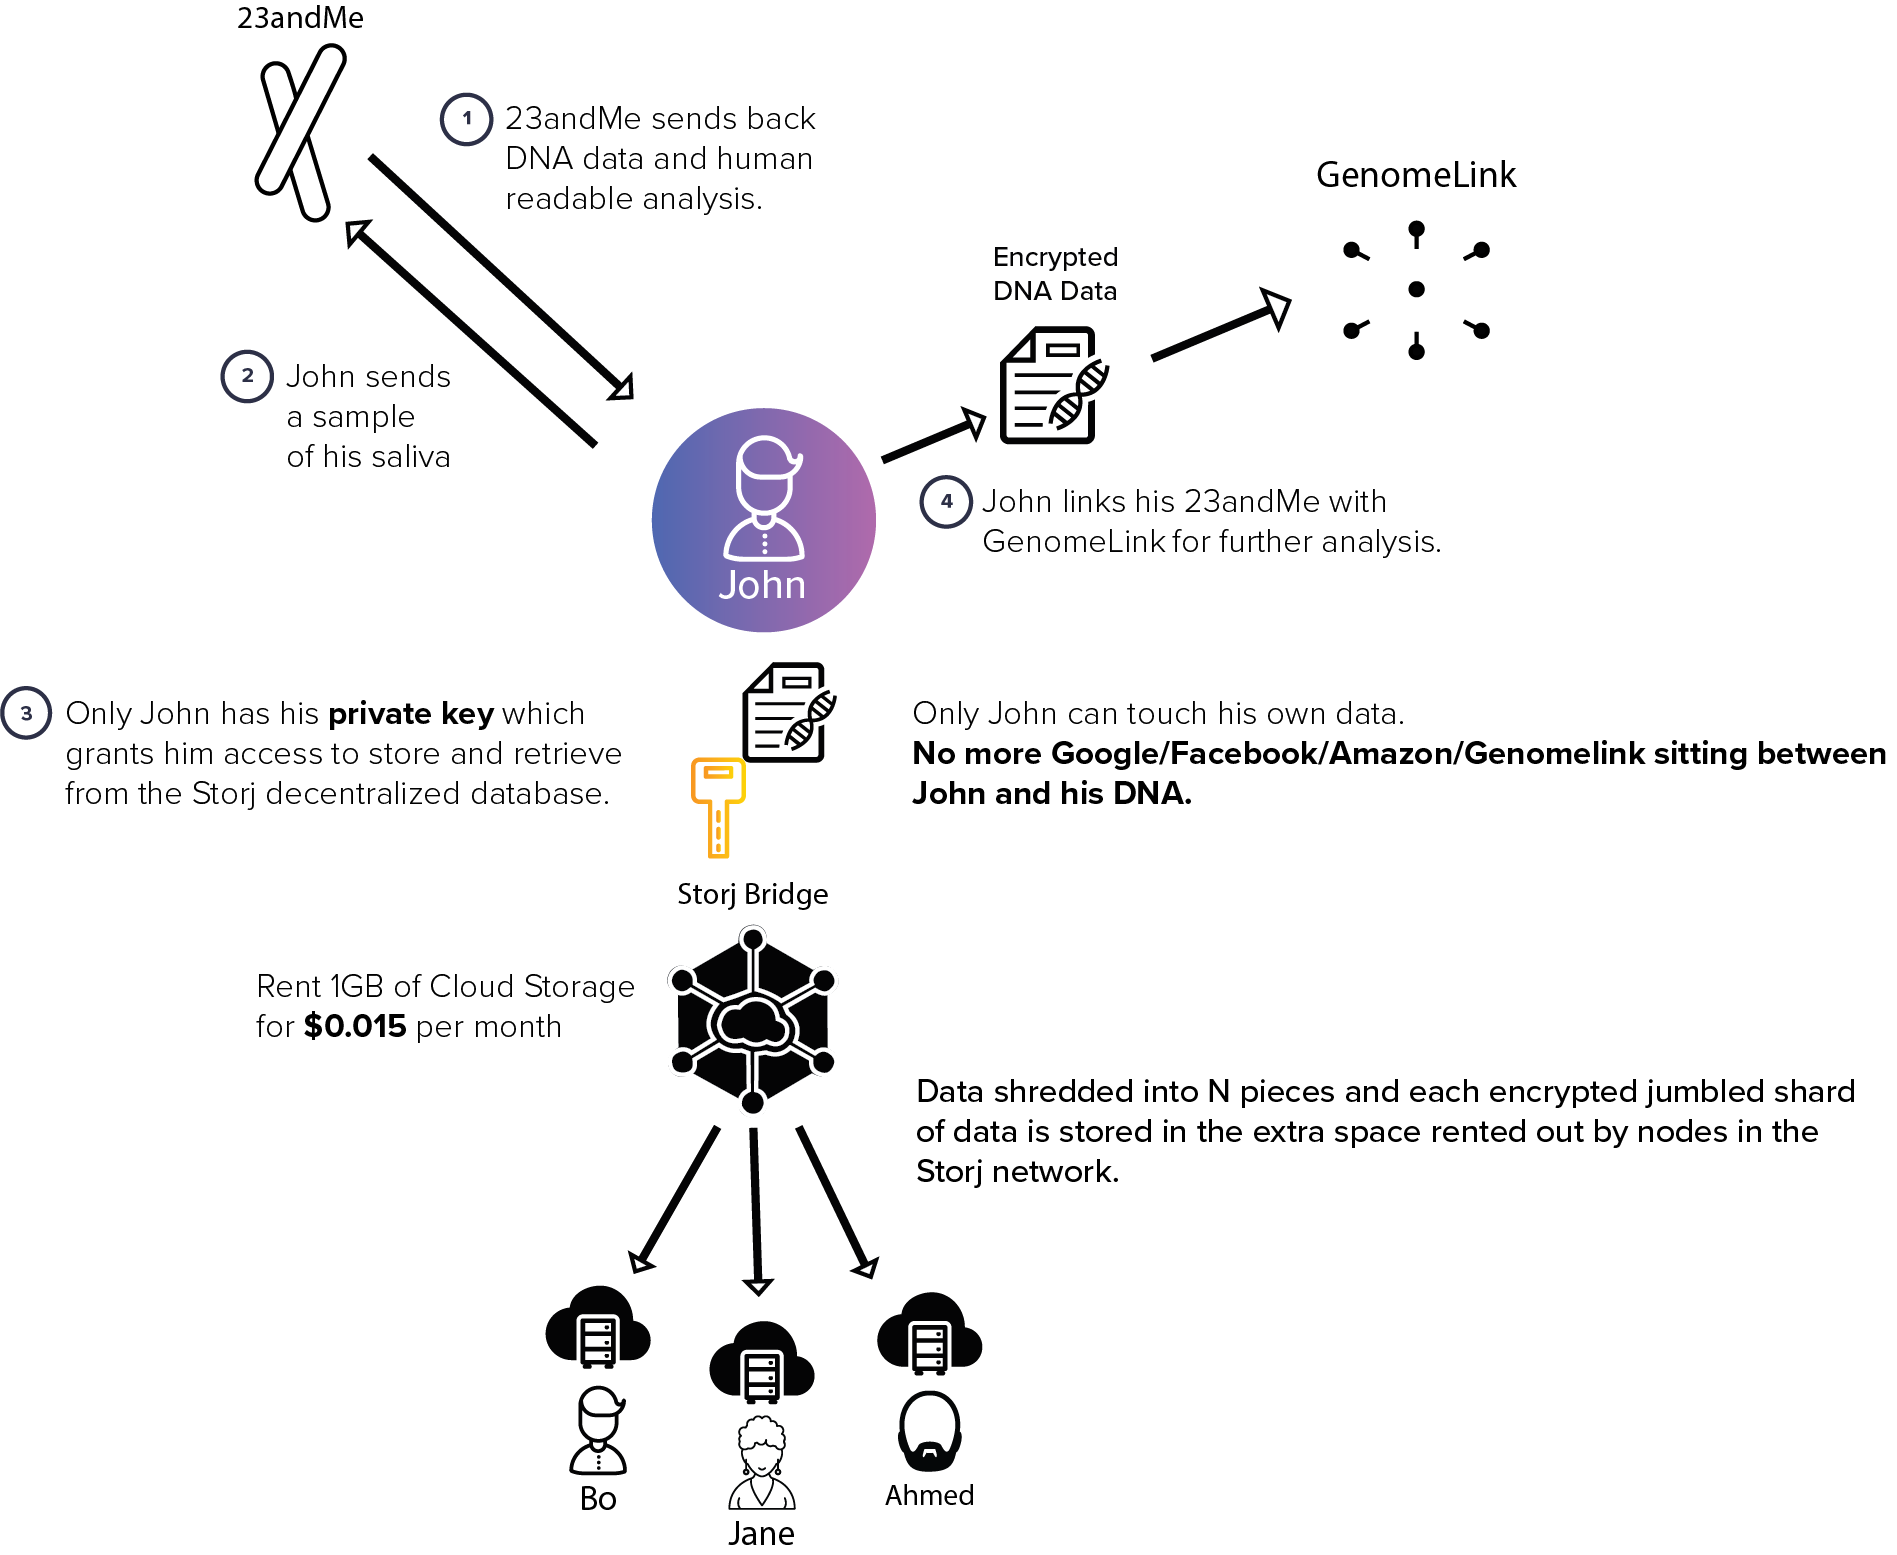 23andMe
1
23andMe sends back
DNA data and human
readable analysis.
GenomeLink
Encrypted
DNA Data
2
John sends
a sample
of his saliva
4
John links his 23andMe with
GenomeLink for further analysis.
John
3
Only John has his private key which
grants him access to store and retrieve
from the Storj decentralized database.
Only John can touch his own data.
No more Google/Facebook/Amazon/Genomelink sitting between
John and his DNA.
Storj Bridge
Rent 1GB of Cloud Storage
for $0.015 per month
Data shredded into N pieces and each encrypted jumbled shard
of data is stored in the extra space rented out by nodes in the
Storj network.
Bo
Jane
Ahmed